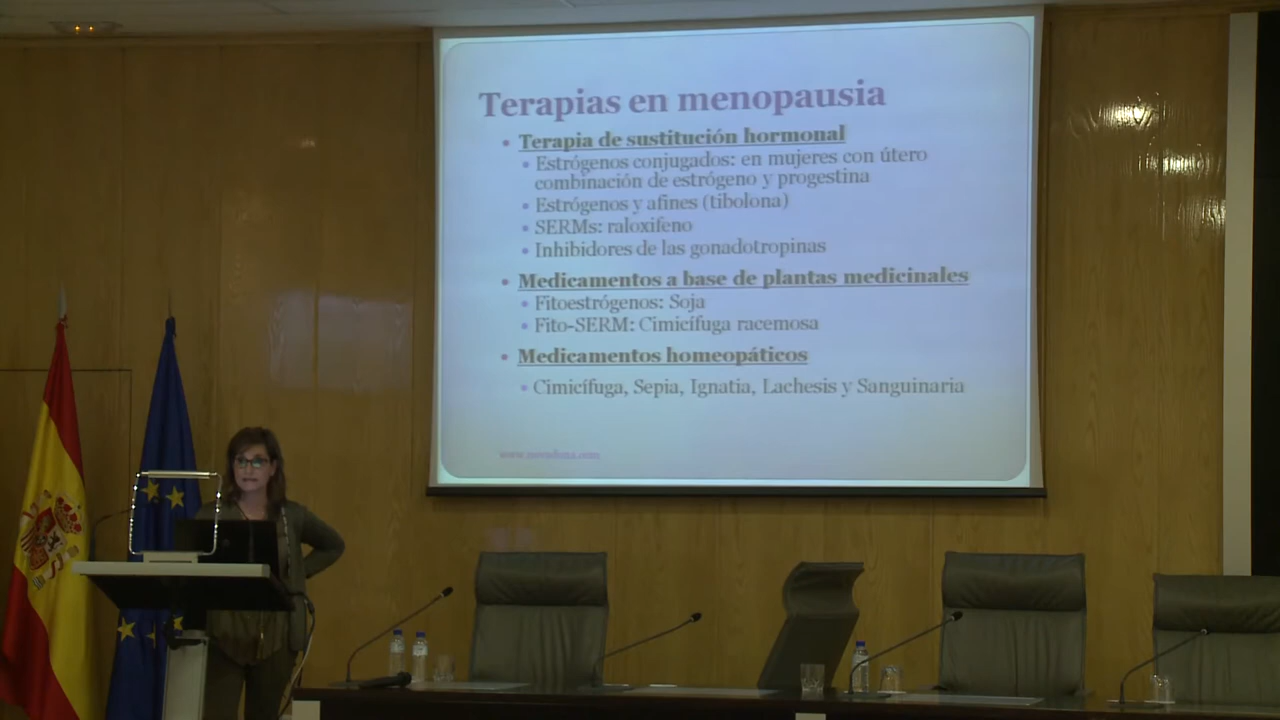 Terapias en menopausia
• Terapia de sustitución hormonal
• Estrógenos conjugados: en mujeres con útero
combinación de estrógeno y progestina
• Estrógenos y afines (tibolona)
• SERMs: raloxifeno
• Inhibidores de las gonadotropinas
• Medicamentos a base de plantas medicinales
• Fitoestrógenos: Soja
• Fito-SERM: Cimicífuga racemosa
• Medicamentos homeopáticos
• Cimicífuga, Sepia, Ignatia, Lachesis y Sanguinaria